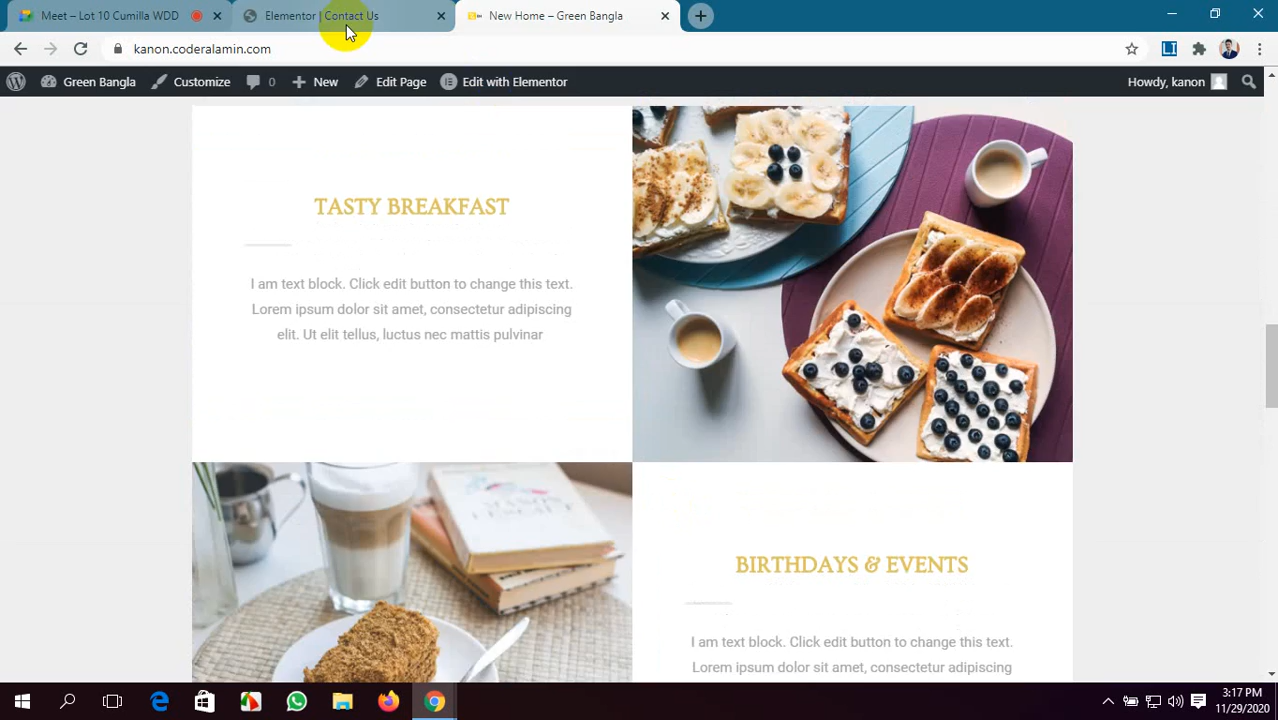 Meet – Lot 10 Cumilla WDD
Elementor | Contact Us
New Home – Green Bangla
kanon.coderalamin.com
Green Bangla
Customize
0
New
Edit Page
Edit with Elementor
Howdy, kanon
TASTY BREAKFAST
I am text block. Click edit button to change this text.
Lorem ipsum dolor sit amet, consectetur adipiscing
elit. Ut elit tellus, luctus nec mattis pulvinar
BIRTHDAYS & EVENTS
I am text block. Click edit button to change this text.
Lorem ipsum dolor sit amet, consectetur adipiscing
3:17 PM
11/29/2020